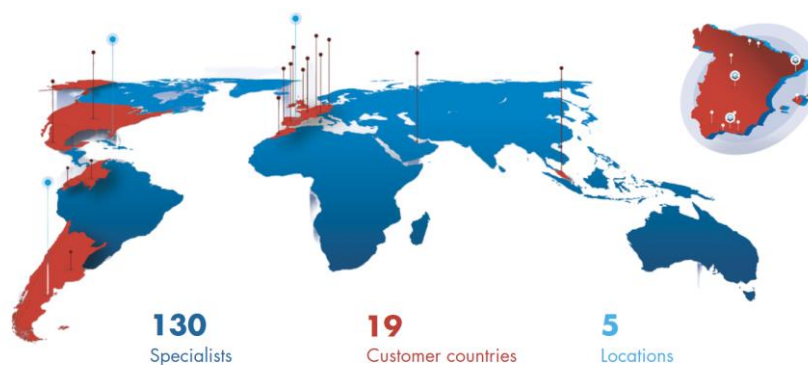 130
Specialists
19
Customer countries
5
Locations